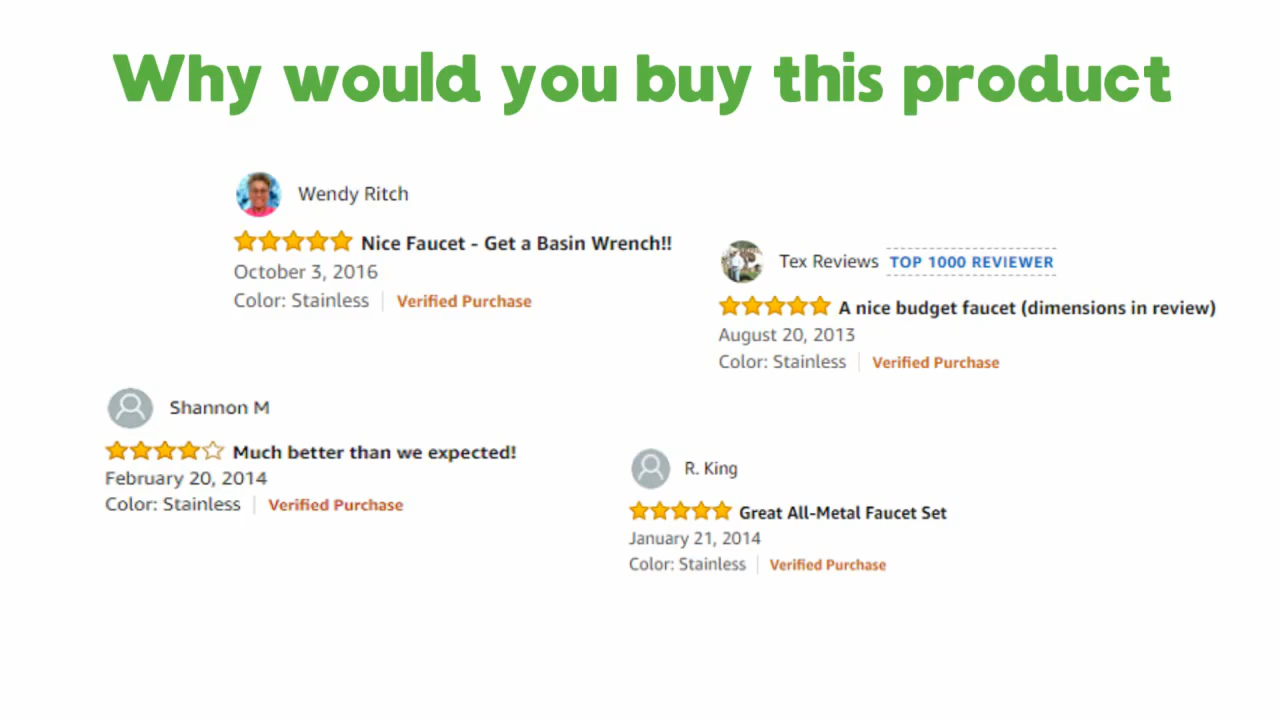 Why would you buy this product
Wendy Ritch
Nice Faucet - Get a Basin Wrench!!
October 3, 2016
Color: Stainless | Verified Purchase
Tex Reviews TOP 1000 REVIEWER
A nice budget faucet (dimensions in review)
August 20, 2013
Color: Stainless | Verified Purchase
Shannon M
Much better than we expected!
February 20, 2014
Color: Stainless | Verified Purchase
R. King
Great All-Metal Faucet Set
January 21, 2014
Color: Stainless | Verified Purchase